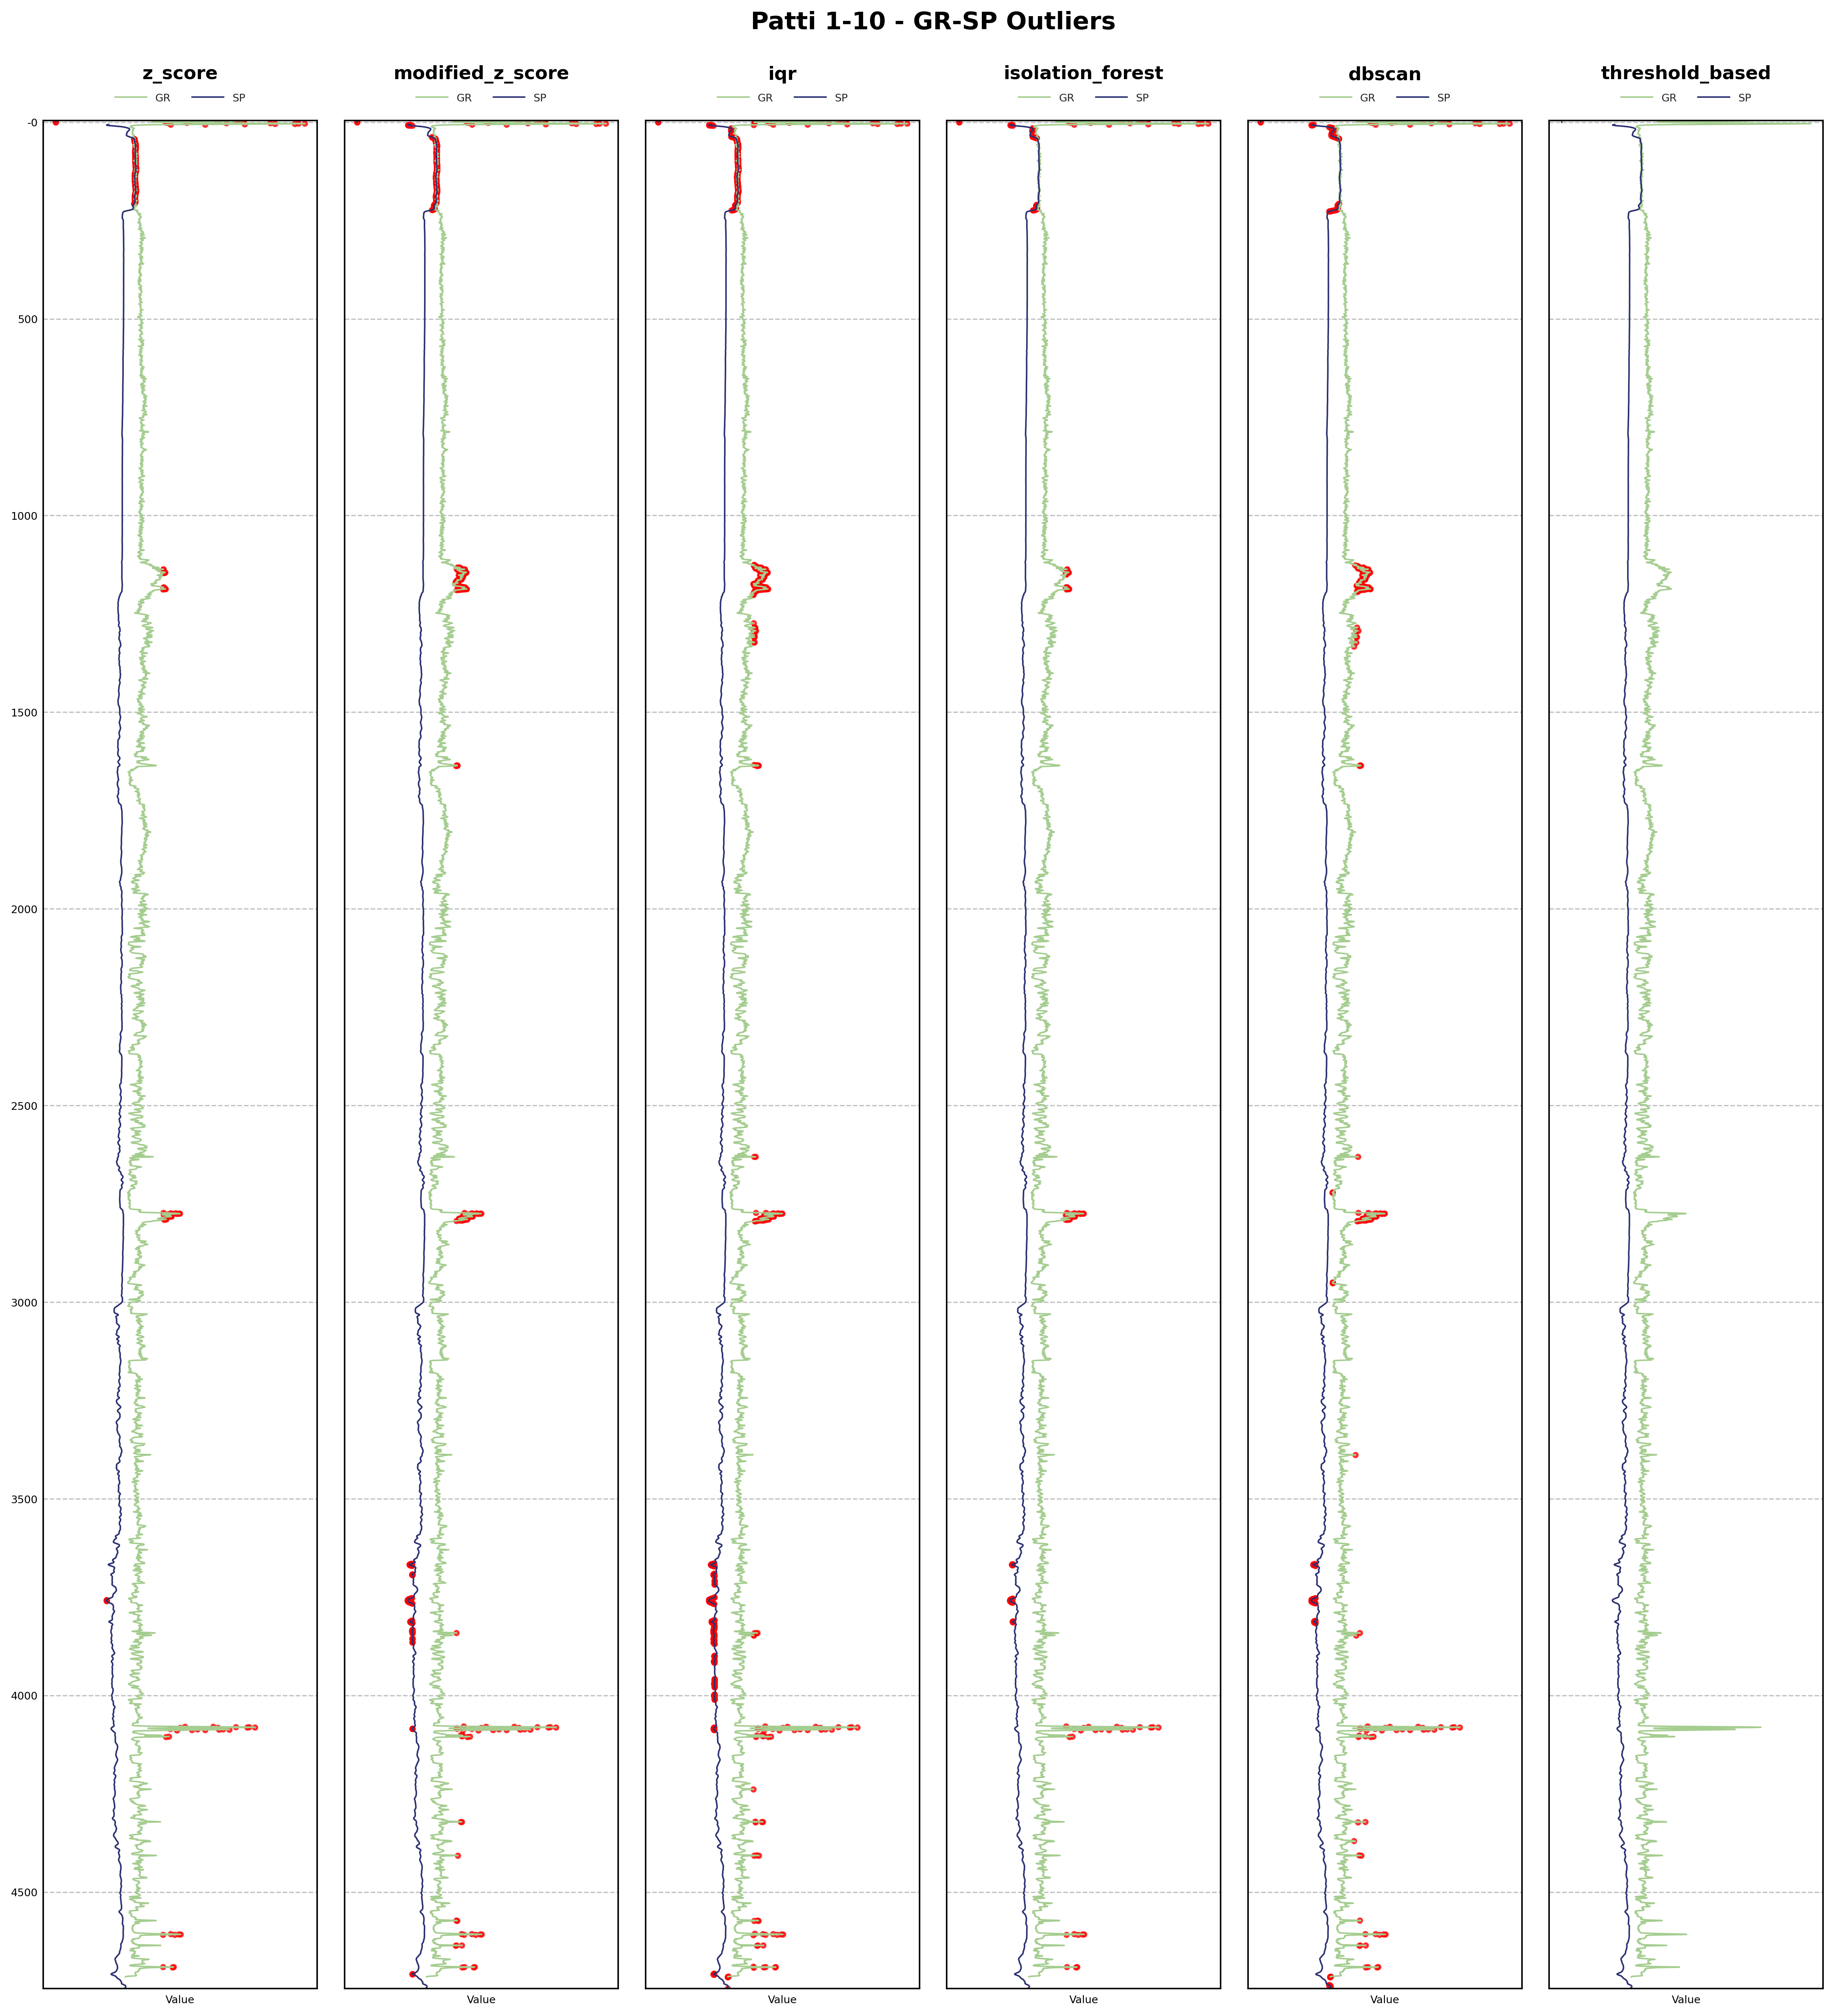 Patti 1-10 - GR-SP Outliers
z_score modified_z_score iqr isolation_forest dbscan threshold_based
GR SP GR SP GR SP GR SP GR SP GR SP
-0
500
1000
1500
2000
2500
3000
3500
4000
4500
Value Value Value Value Value Value